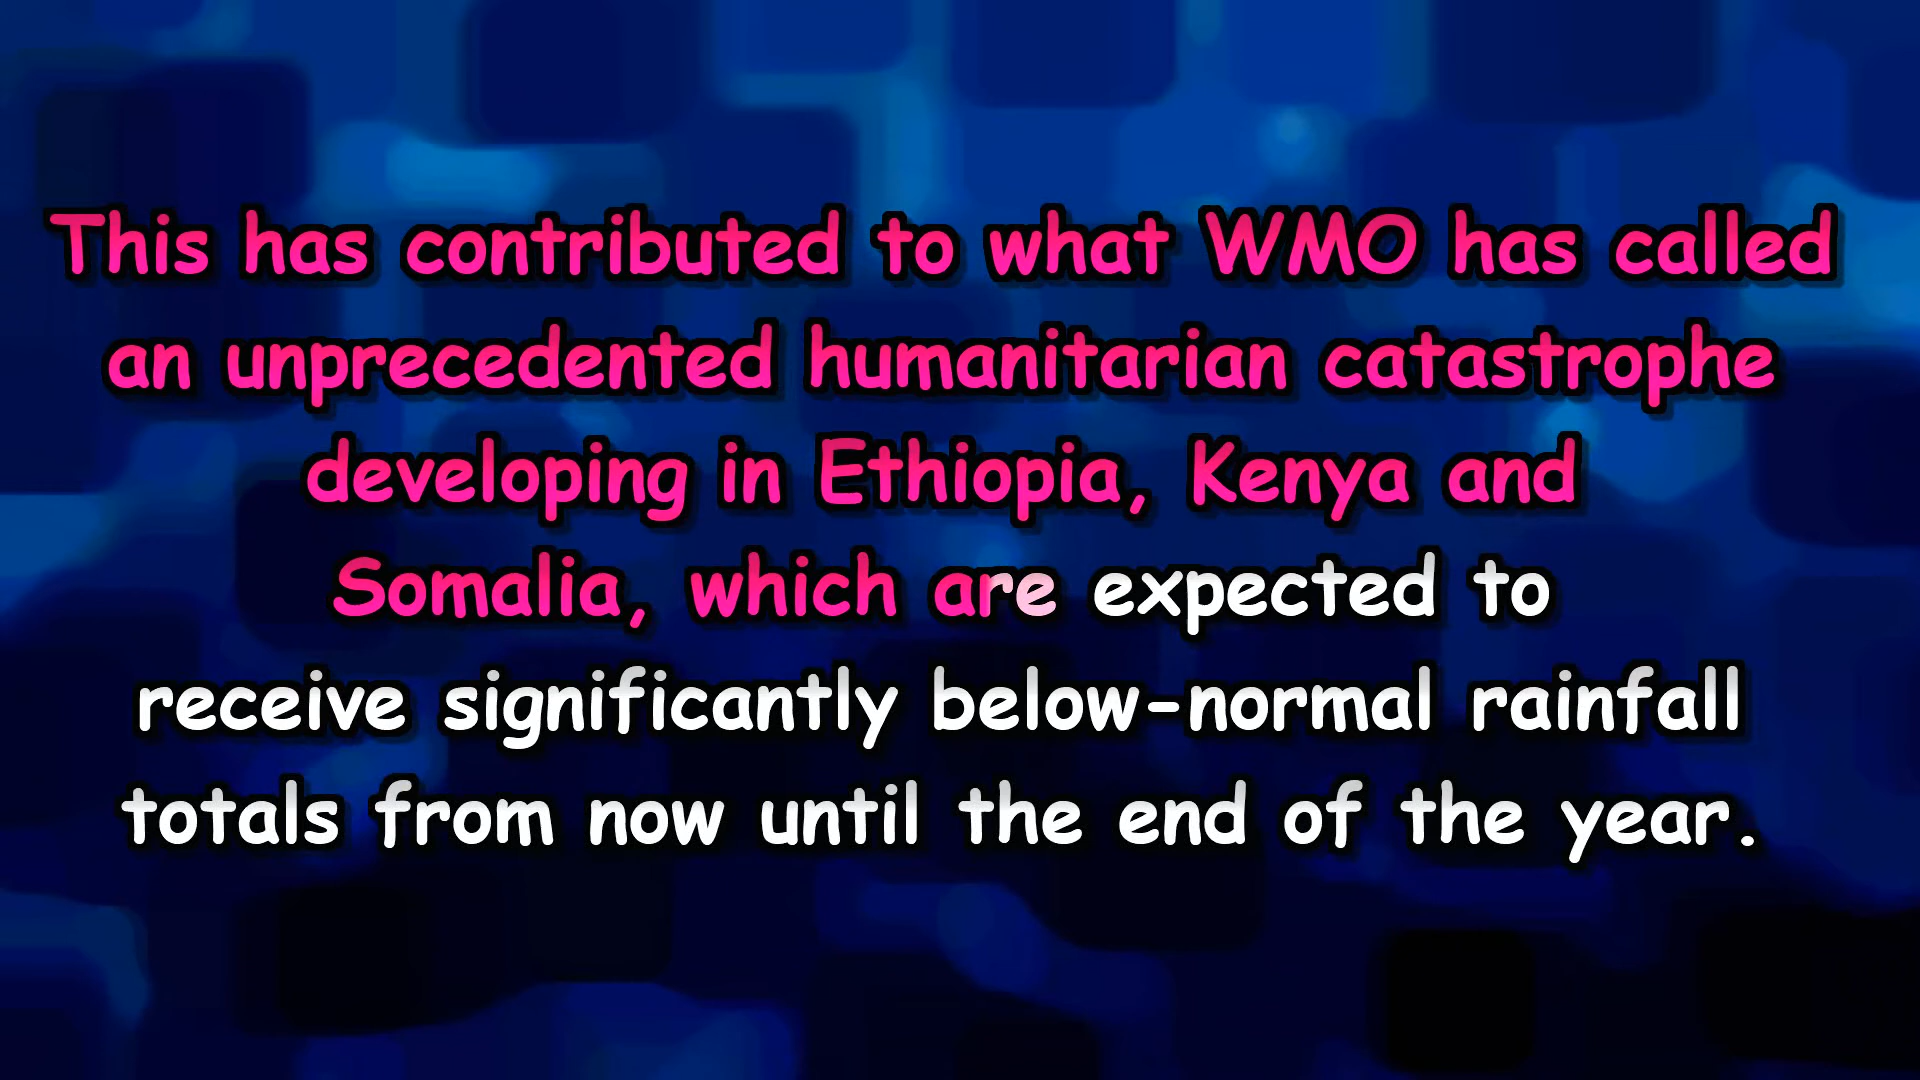 This has contributed to what WMO has called
an unprecedented humanitarian catastrophe
developing in Ethiopia, Kenya and
Somalia, which are expected to
receive significantly below-normal rainfall
totals from now until the end of the year.